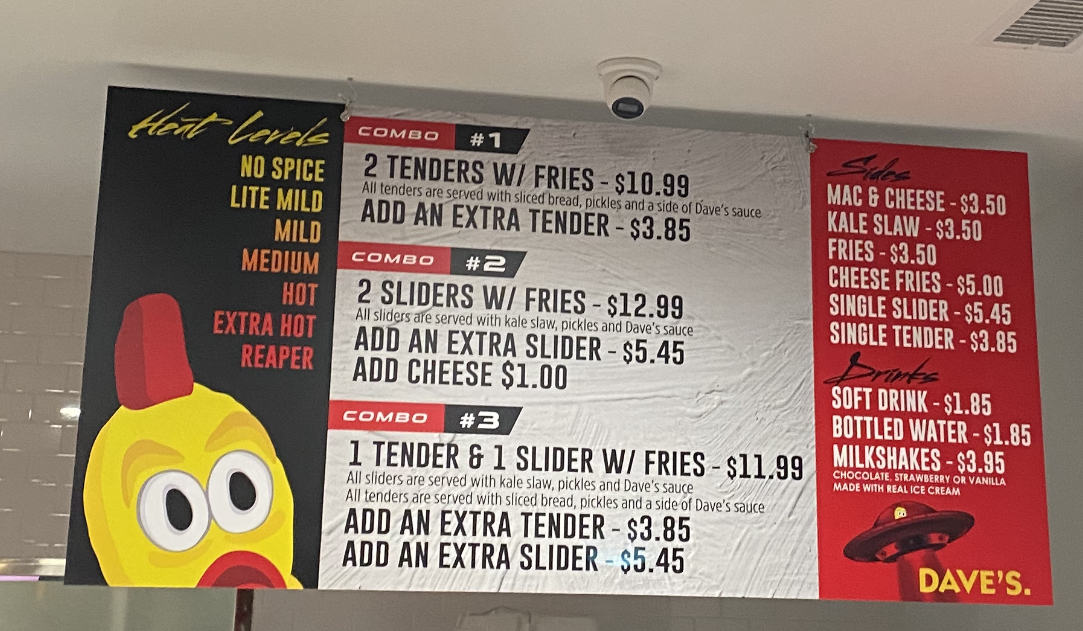 Heat Levels
NO SPICE
LITE MILD
MILD
MEDIUM
HOT
EXTRA HOT
REAPER
COMBO #1
2 TENDERS W/ FRIES - $10.99
All tenders are served with sliced bread, pickles and a side of Dave's sauce
ADD AN EXTRA TENDER - $3.85
COMBO #2
2 SLIDERS W/ FRIES - $12.99
All sliders are served with kale slaw, pickles and Dave's sauce
ADD AN EXTRA SLIDER - $5.45
ADD CHEESE $1.00
COMBO #3
1 TENDER & 1 SLIDER W/ FRIES - $11.99
All sliders are served with kale slaw, pickles and Dave's sauce
All tenders are served with sliced bread, pickles and a side of Dave's sauce
ADD AN EXTRA TENDER - $3.85
ADD AN EXTRA SLIDER - $5.45
Sides
MAC & CHEESE - $3.50
KALE SLAW - $3.50
FRIES - $3.50
CHEESE FRIES - $5.00
SINGLE SLIDER - $5.45
SINGLE TENDER - $3.85
Drinks
SOFT DRINK - $1.85
BOTTLED WATER - $1.85
MILKSHAKES - $3.95
CHOCOLATE, STRAWBERRY OR VANILLA
MADE WITH REAL ICE CREAM
DAVE'S.